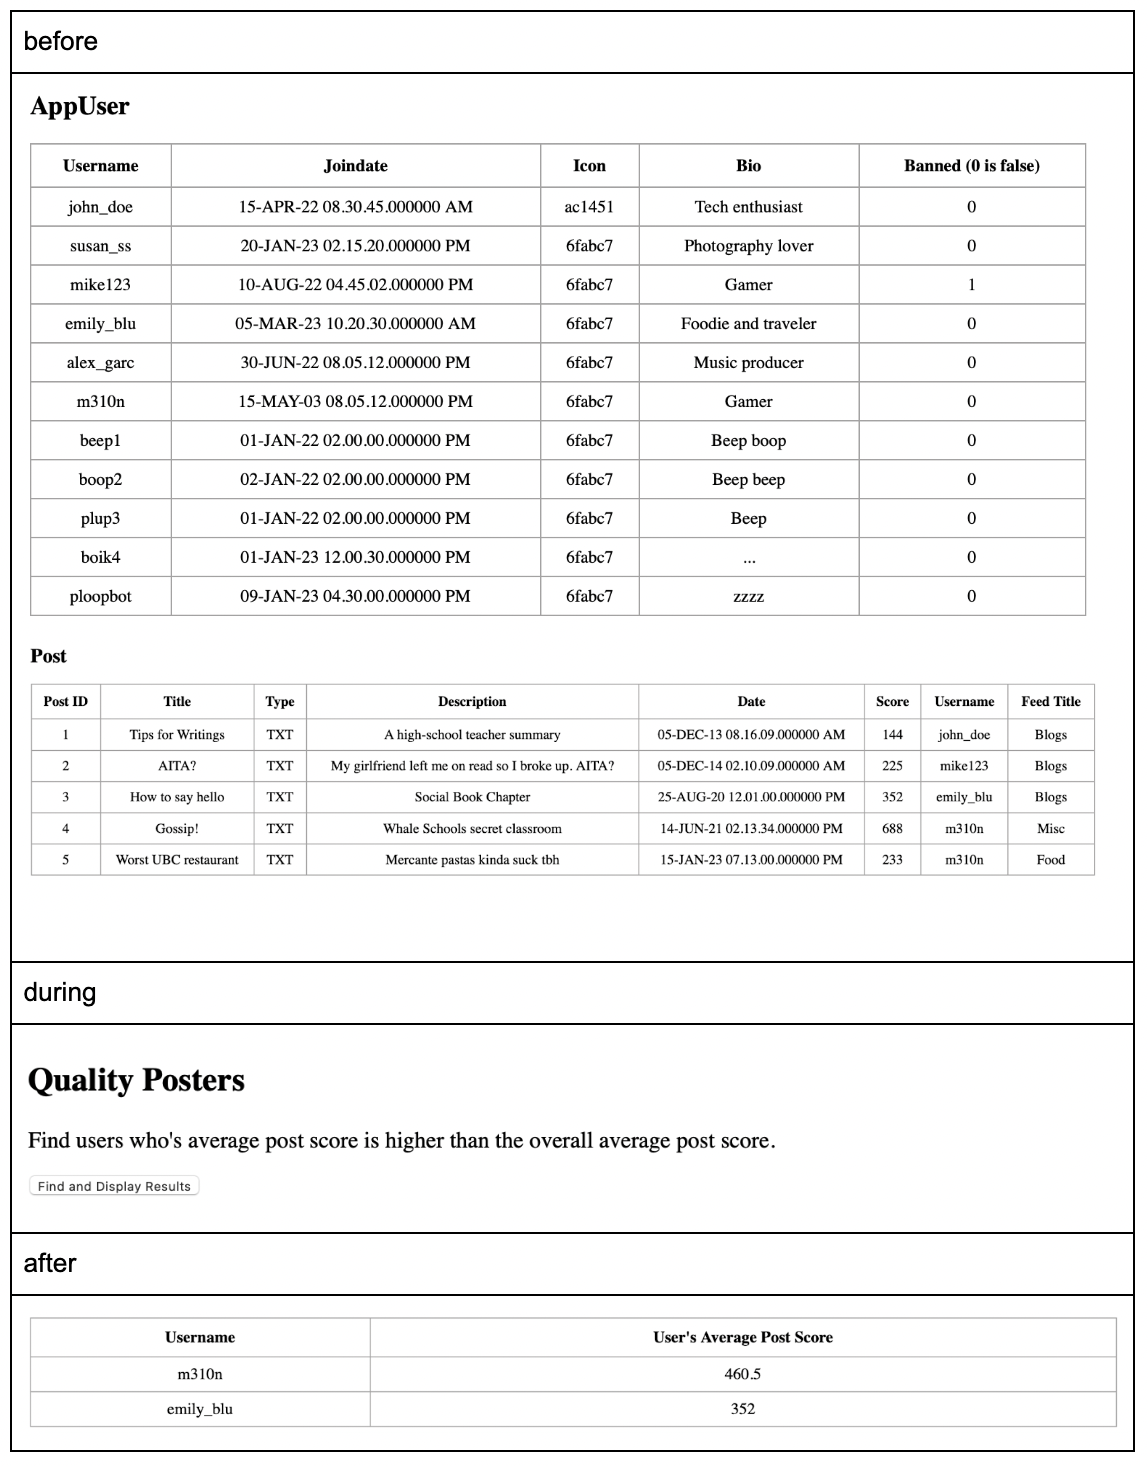 before
AppUser
Username Joindate Icon Bio Banned (0 is false)
john_doe 15-APR-22 08.30.45.000000 AM ac1451 Tech enthusiast 0
susan_ss 20-JAN-23 02.15.20.000000 PM 6fabc7 Photography lover 0
mike123 10-AUG-22 04.45.02.000000 PM 6fabc7 Gamer 1
emily_blu 05-MAR-23 10.20.30.000000 AM 6fabc7 Foodie and traveler 0
alex_garc 30-JUN-22 08.05.12.000000 PM 6fabc7 Music producer 0
m310n 15-MAY-03 08.05.12.000000 PM 6fabc7 Gamer 0
beep1 01-JAN-22 02.00.00.000000 PM 6fabc7 Beep boop 0
boop2 02-JAN-22 02.00.00.000000 PM 6fabc7 Beep beep 0
plup3 01-JAN-22 02.00.00.000000 PM 6fabc7 Beep 0
boik4 01-JAN-23 12.00.30.000000 PM 6fabc7 ... 0
ploopbot 09-JAN-23 04.30.00.000000 PM 6fabc7 zzzz 0
Post
Post ID Title Type Description Date Score Username Feed Title
1 Tips for Writings TXT A high-school teacher summary 05-DEC-13 08.16.09.000000 AM 144 john_doe Blogs
2 AITA? TXT My girlfriend left me on read so I broke up. AITA? 05-DEC-14 02.10.09.000000 AM 225 mike123 Blogs
3 How to say hello TXT Social Book Chapter 25-AUG-20 12.01.00.000000 PM 352 emily_blu Blogs
4 Gossip! TXT Whale Schools secret classroom 14-JUN-21 02.13.34.000000 PM 688 m310n Misc
5 Worst UBC restaurant TXT Mercante pastas kinda suck tbh 15-JAN-23 07.13.00.000000 PM 233 m310n Food
during
Quality Posters
Find users who's average post score is higher than the overall average post score.
Find and Display Results
after
Username User's Average Post Score
m310n 460.5
emily_blu 352